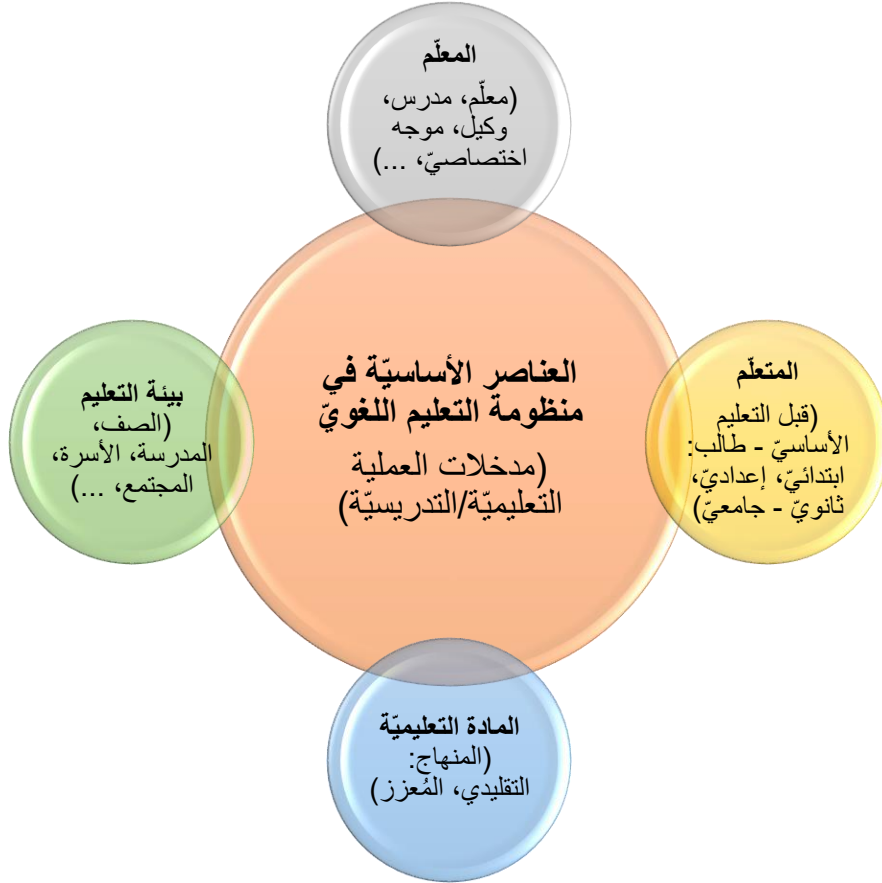 المعلّم
(معلّم، مدرس،
وكيل، موجه
اختصاصيّ، ...)
العناصر الأساسيّة في
منظومة التعليم اللغويّ
(مدخلات العملية
التعليميّة/التدريسيّة)
المتعلّم
(قبل التعليم
الأساسيّ - طالب:
ابتدائيّ، إعداديّ،
ثانويّ - جامعيّ)
بيئة التعليم
(الصف،
المدرسة، الأسرة،
المجتمع، ...)
المادة التعليميّة
(المنهاج:
التقليدي، المُعزز)